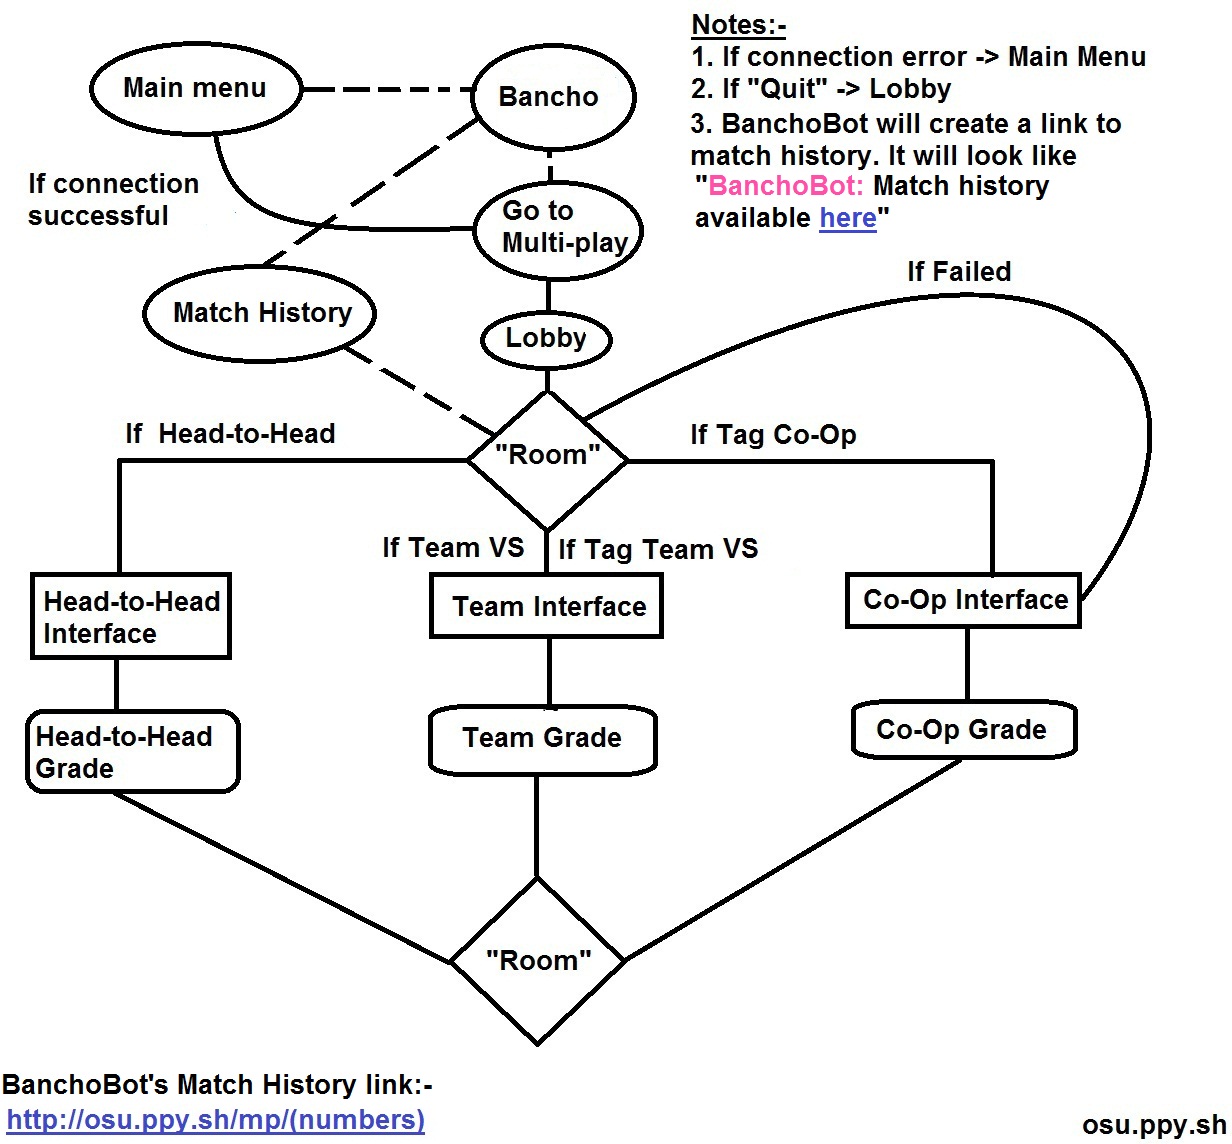 Notes:-
1. If connection error -> Main Menu
2. If "Quit" -> Lobby
3. BanchoBot will create a link to
match history. It will look like
"BanchoBot: Match history
available here"
Main menu
Bancho
If connection
successful
Go to
Multi-play
If Failed
Match History
Lobby
If Head-to-Head
"Room"
If Tag Co-Op
If Team VS
If Tag Team VS
Head-to-Head
Interface
Team Interface
Co-Op Interface
Head-to-Head
Grade
Team Grade
Co-Op Grade
"Room"
BanchoBot's Match History link:-
http://osu.ppy.sh/mp/(numbers)
osu.ppy.sh